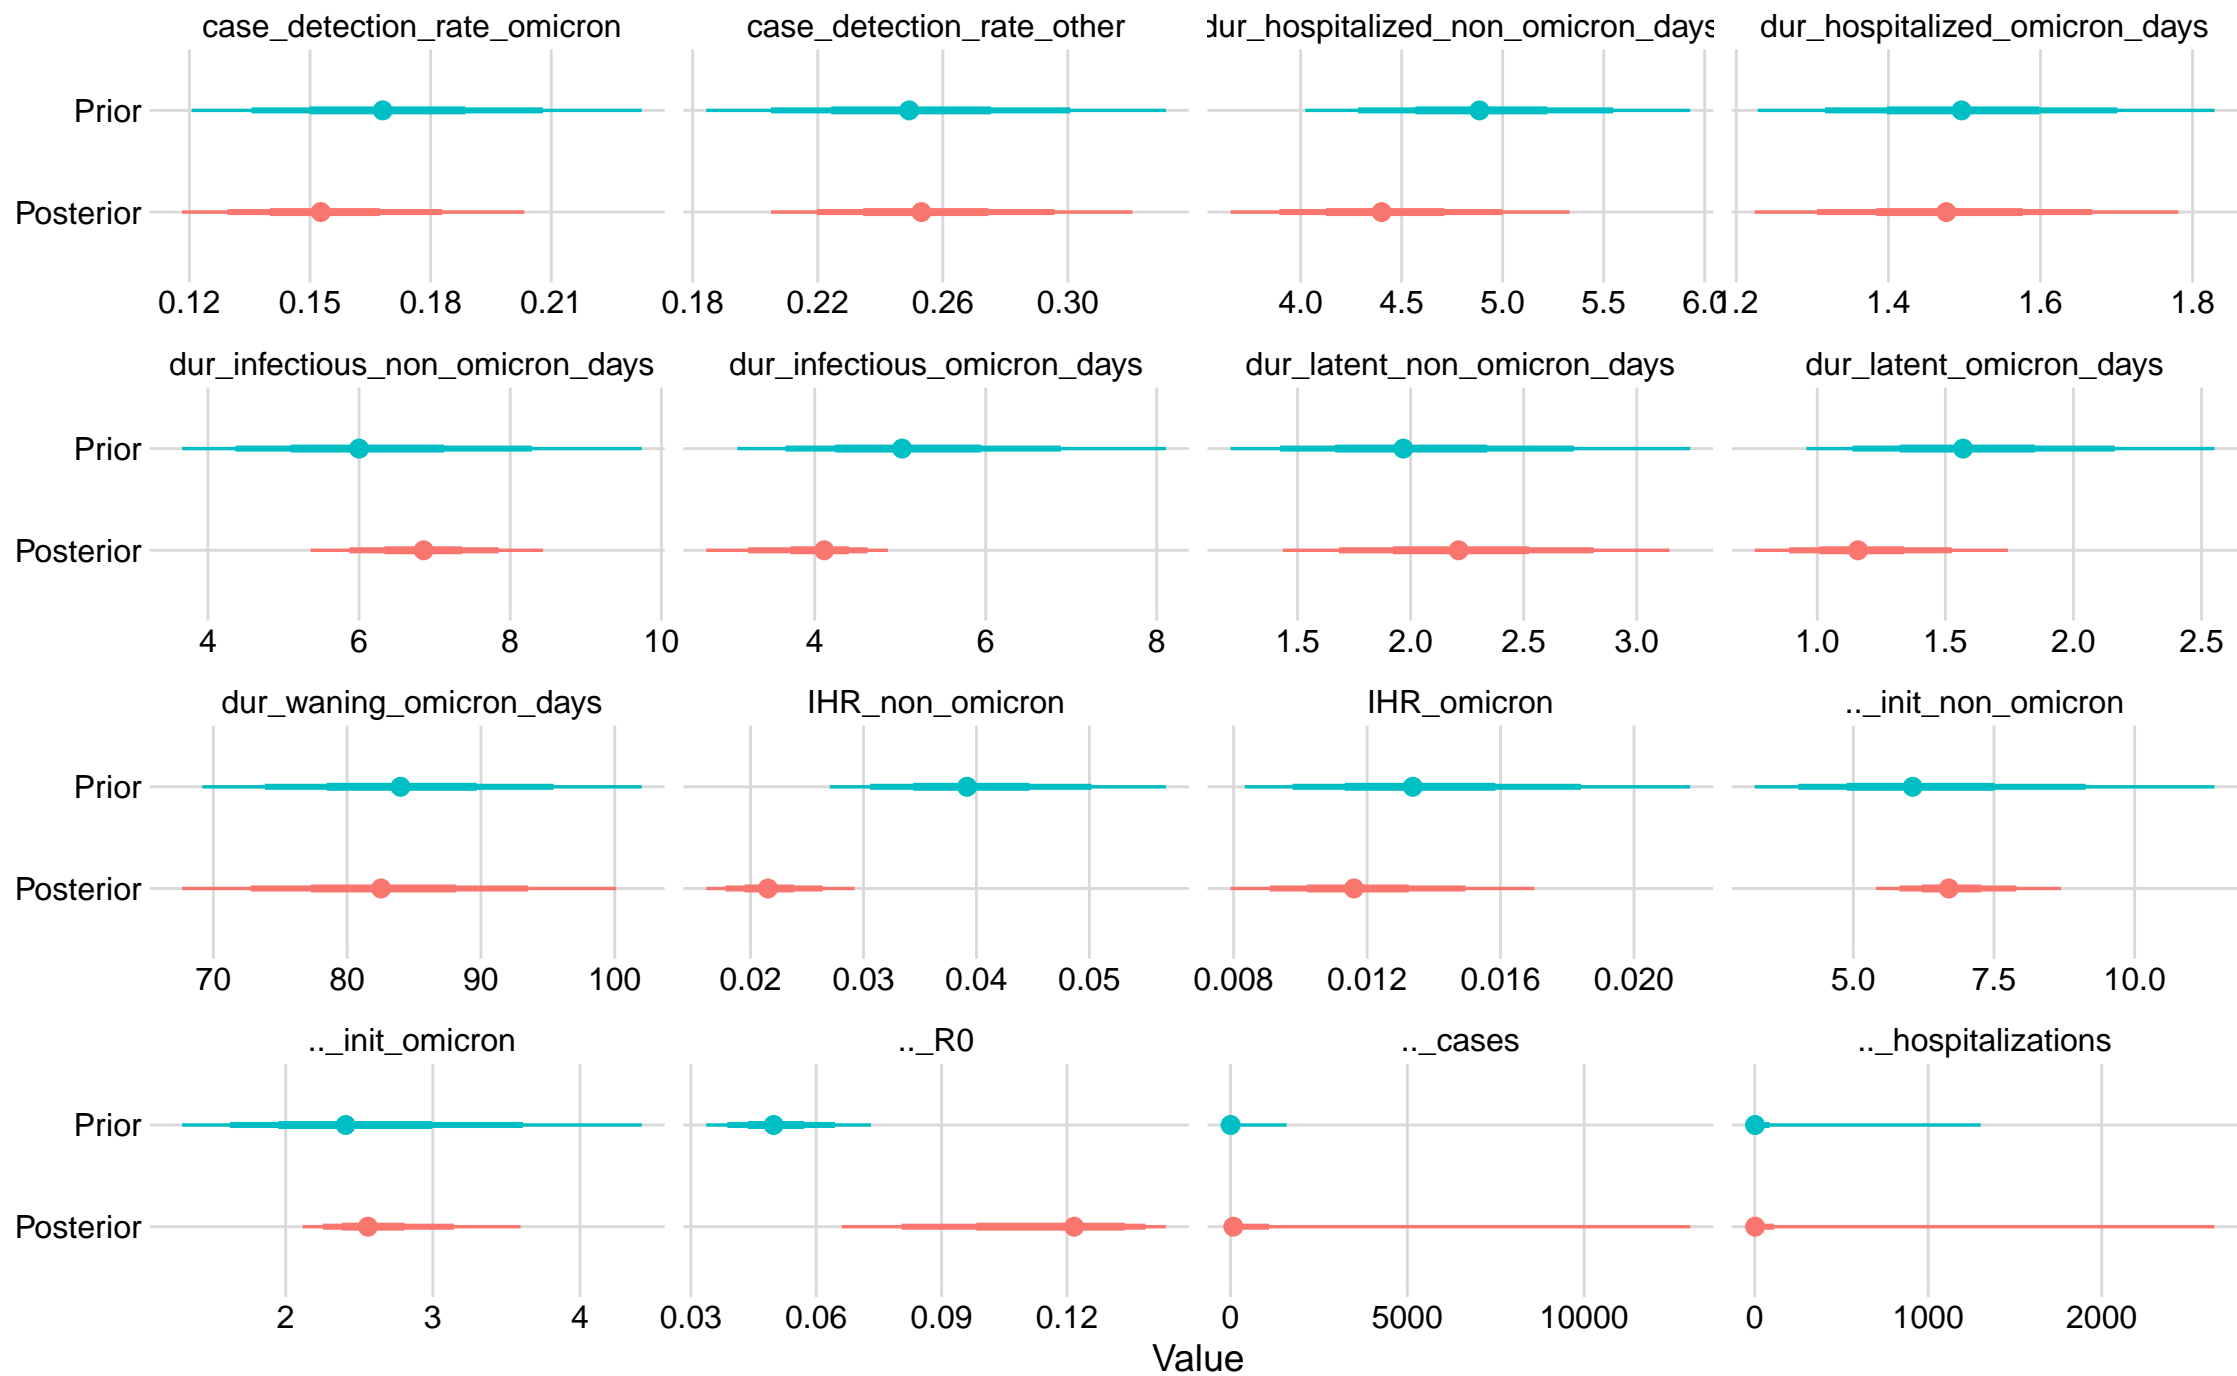 case_detection_rate_omicron case_detection_rate_other dur_hospitalized_non_omicron_days dur_hospitalized_omicron_days
Prior
Posterior
0.12 0.15 0.18 0.21 0.18 0.22 0.26 0.30 4.0 4.5 5.0 5.5 6.0 1.2 1.4 1.6 1.8
dur_infectious_non_omicron_days dur_infectious_omicron_days dur_latent_non_omicron_days dur_latent_omicron_days
Prior
Posterior
4 6 8 10 4 6 8 1.5 2.0 2.5 3.0 1.0 1.5 2.0 2.5
dur_waning_omicron_days IHR_non_omicron IHR_omicron .._init_non_omicron
Prior
Posterior
70 80 90 100 0.02 0.03 0.04 0.05 0.008 0.012 0.016 0.020 5.0 7.5 10.0
.._init_omicron .._R0 .._cases .._hospitalizations
Prior
Posterior
2 3 4 0.03 0.06 0.09 0.12 0 5000 10000 0 1000 2000
Value